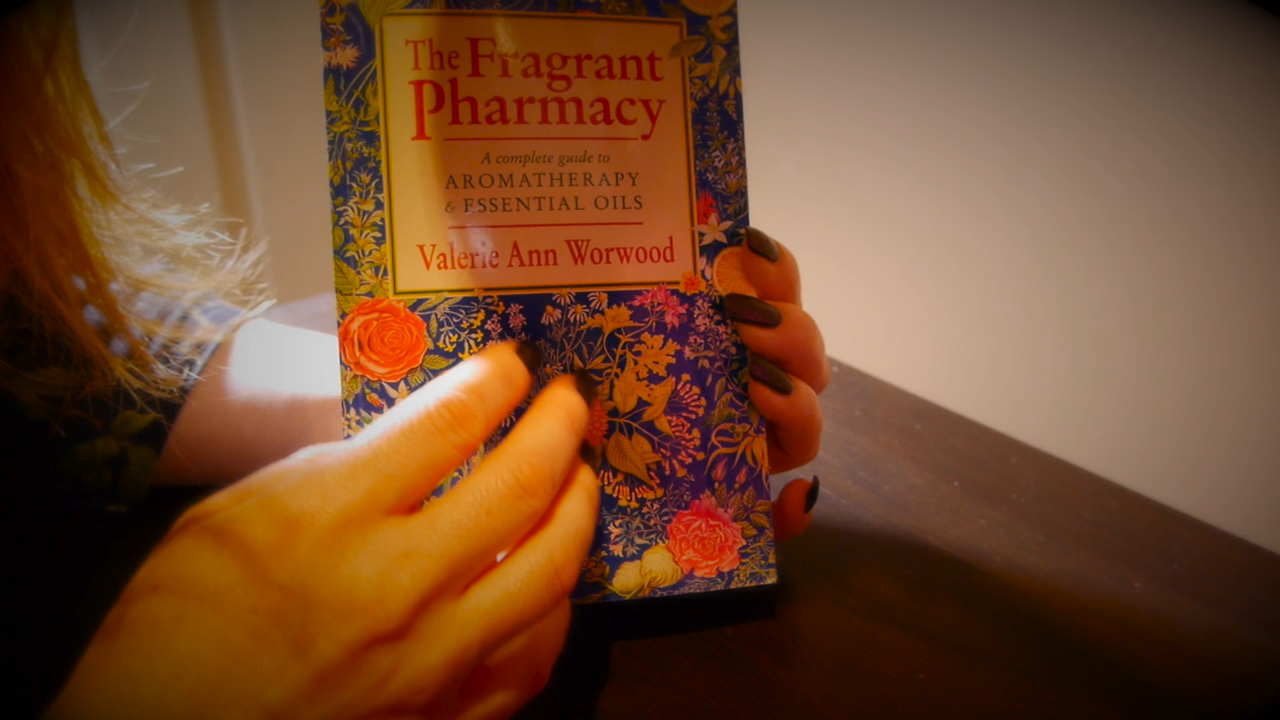 The Fragrant
Pharmacy
A complete guide to
AROMATHERAPY
& ESSENTIAL OILS
Valerie Ann Worwood